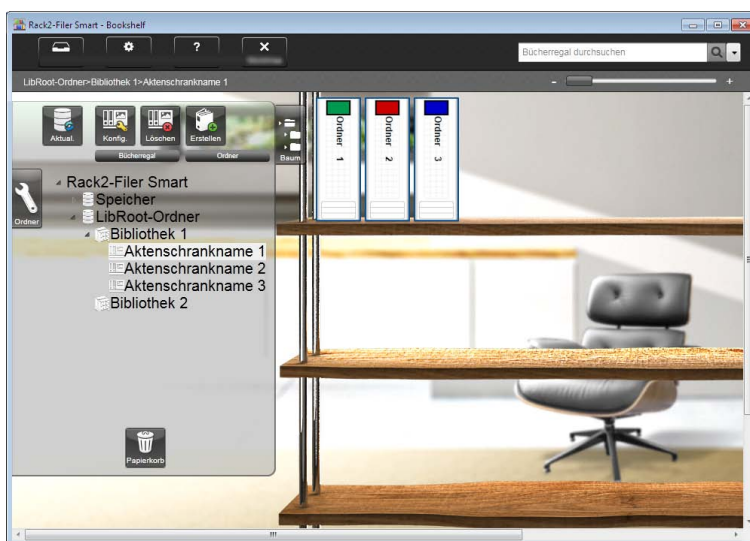 Rack2-Filer Smart - Bookshelf
?
Bücherregal durchsuchen
LibRoot-Ordner>Bibliothek 1>Aktenschrankname 1
- +
Aktual. Konfig. Löschen Erstellen
Bücherregal Ordner
Baum
Ordner 1
Ordner 2
Ordner 3
Ordner
Rack2-Filer Smart
Speicher
LibRoot-Ordner
Bibliothek 1
Aktenschrankname 1
Aktenschrankname 2
Aktenschrankname 3
Bibliothek 2
Papierkorb